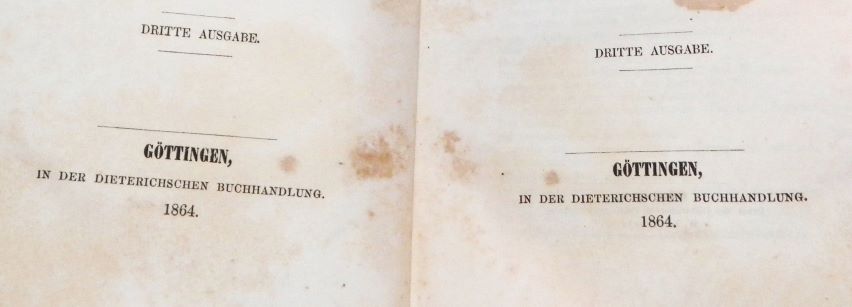 DRITTE AUSGABE.
GÖTTINGEN,
IN DER DIETERICHSCHEN BUCHHANDLUNG.
1864.
DRITTE AUSGABE.
GÖTTINGEN,
IN DER DIETERICHSCHEN BUCHHANDLUNG.
1864.